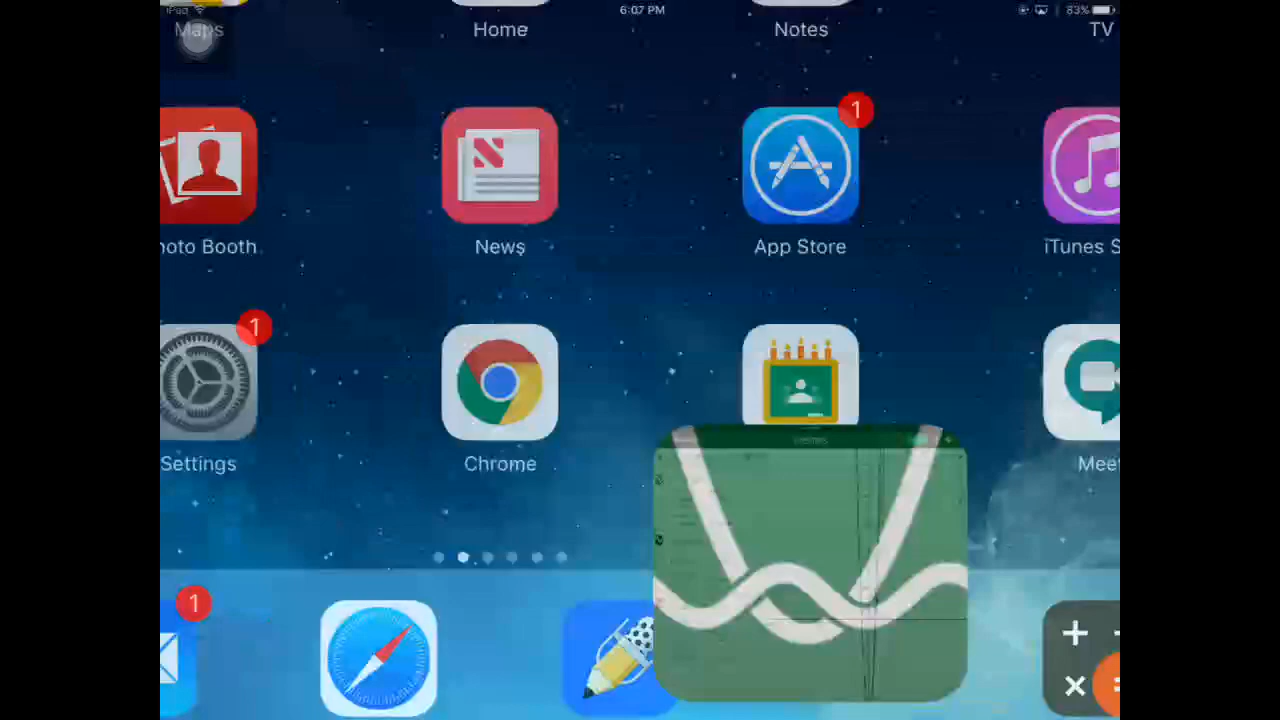 iPad 6:07 PM 83%
Maps Home Notes TV
1
hoto Booth News App Store iTunes S
1
Settings Chrome Meet
1